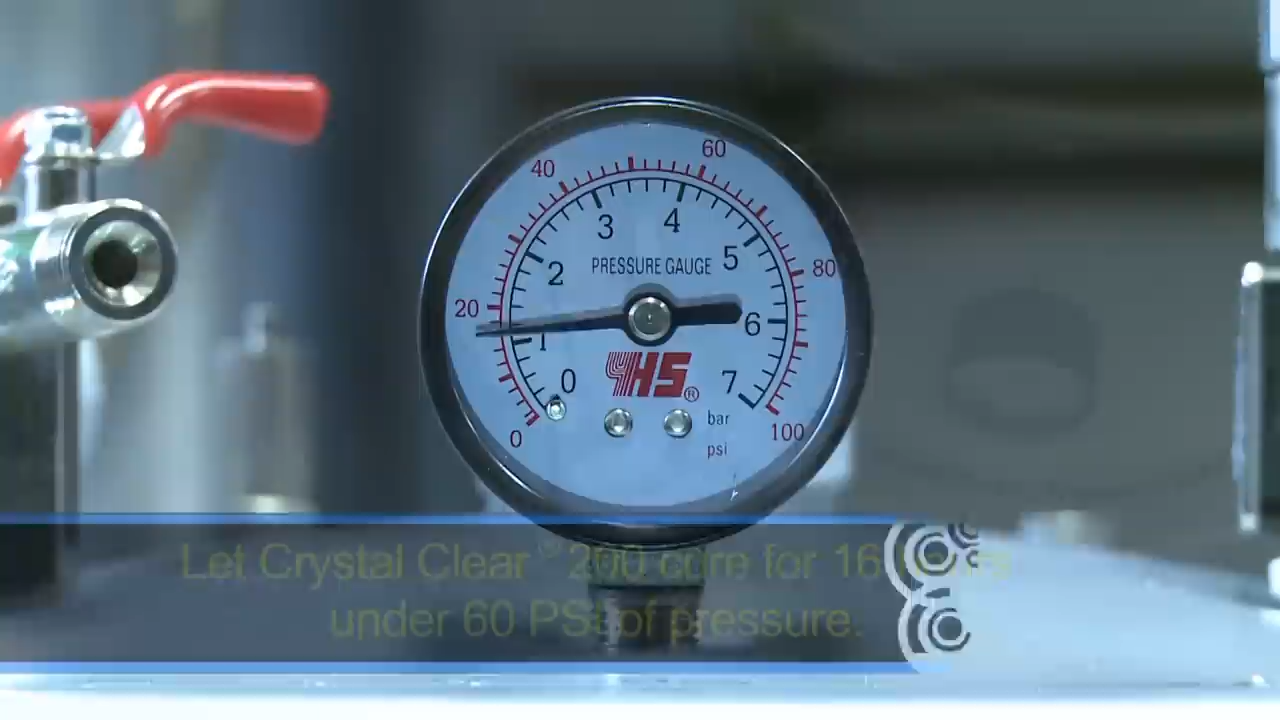 60
40
3
4
5
2
PRESSURE GAUGE
80
20
6
1
YHS®
0
7
bar
0
100
psi
Let Crystal Clear ® 200 cure for 16 hours
under 60 PSI of pressure.